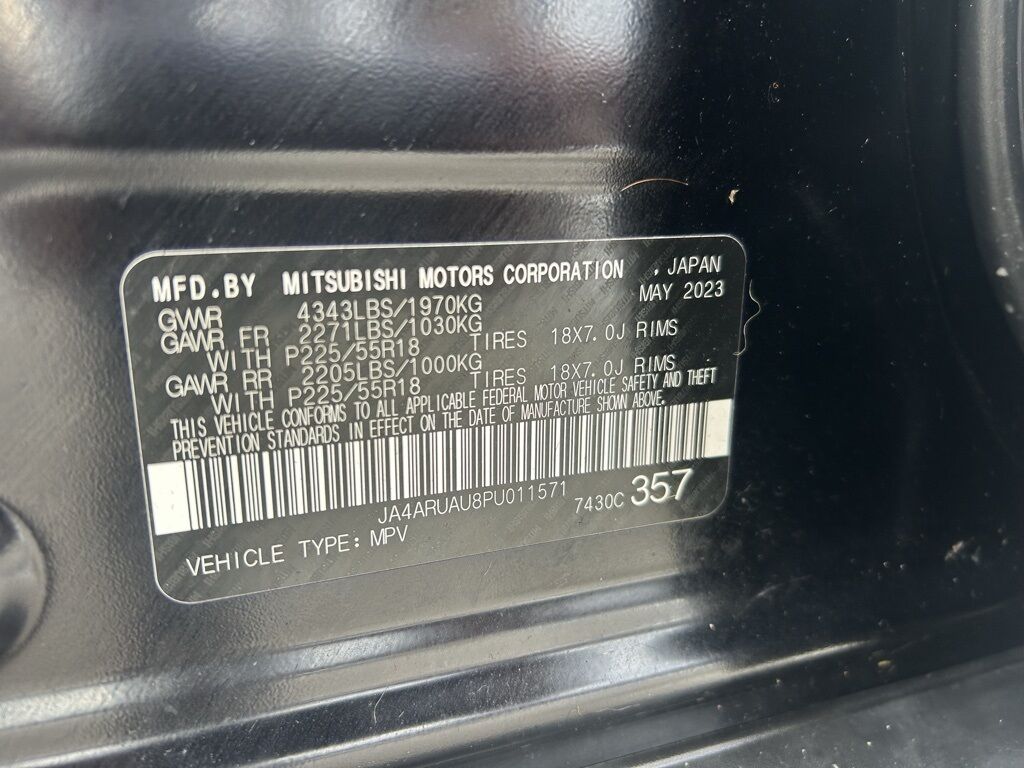 MFD.BY MITSUBISHI MOTORS CORPORATION . JAPAN
GVWR 4343LBS/1970KG MAY 2023
GAWR FR 2271LBS/1030KG
WITH P225/55R18 TIRES 18X7.0J RIMS
GAWR RR 2205LBS/1000KG
WITH P225/55R18 TIRES 18X7.0J RIMS
THIS VEHICLE CONFORMS TO ALL APPLICABLE FEDERAL MOTOR VEHICLE SAFETY AND THEFT
PREVENTION STANDARDS IN EFFECT ON THE DATE OF MANUFACTURE SHOWN ABOVE.
JA4ARUAU8PU011571 7430C 357
VEHICLE TYPE: MPV